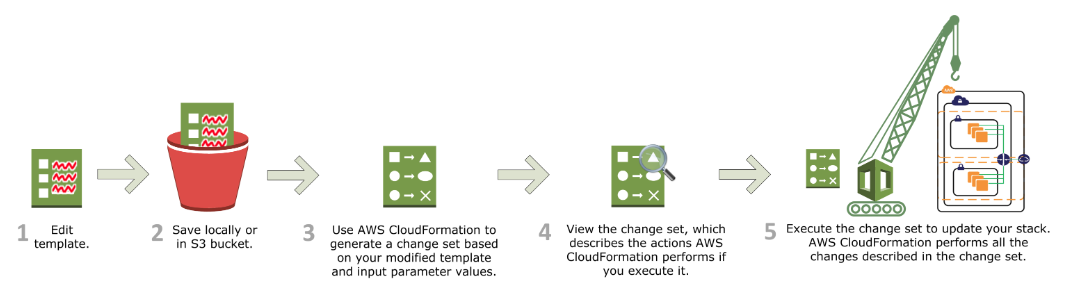 1 Edit
template.
2 Save locally or
in S3 bucket.
3 Use AWS CloudFormation to
generate a change set based
on your modified template
and input parameter values.
4 View the change set, which
describes the actions AWS
CloudFormation performs if
you execute it.
5 Execute the change set to update your stack.
AWS CloudFormation performs all the
changes described in the change set.